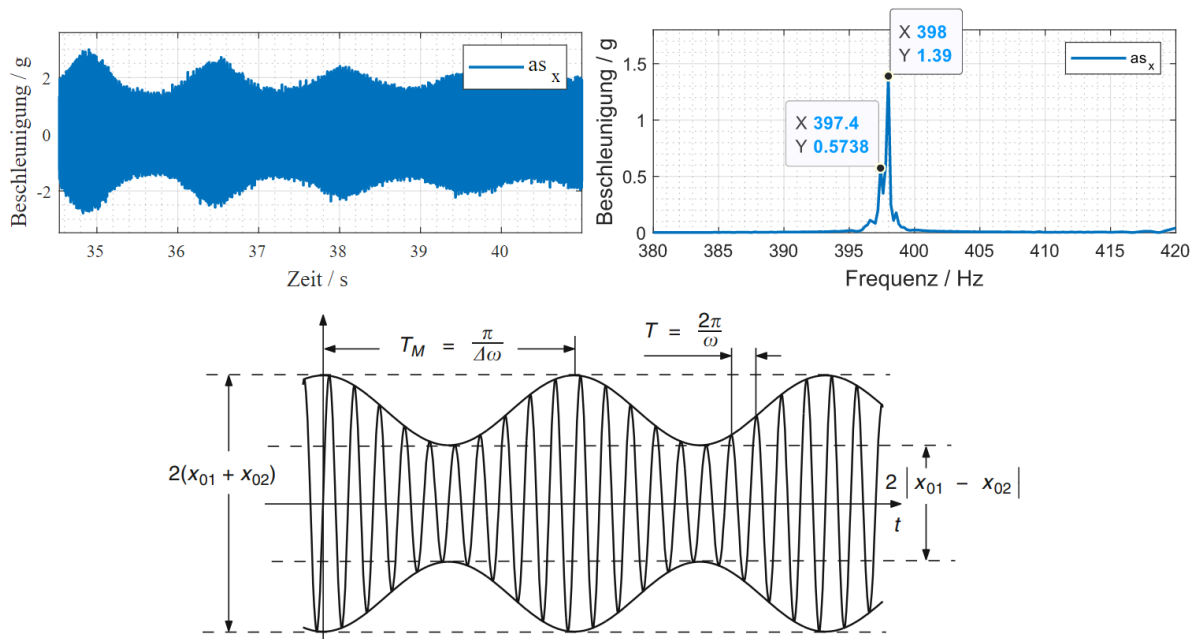 Beschleunigung / g
2
0
-2
35
36
37
38
39
40
Zeit / s
as x
Beschleunigung / g
1.5
1
0.5
0
380
385
390
395
400
405
410
415
420
Frequenz / Hz
X 398
Y 1.39
X 397.4
Y 0.5738
as x
T_M = π/Δω
T = 2π/ω
2(x₀₁ + x₀₂)
2 |x₀₁ − x₀₂|
t